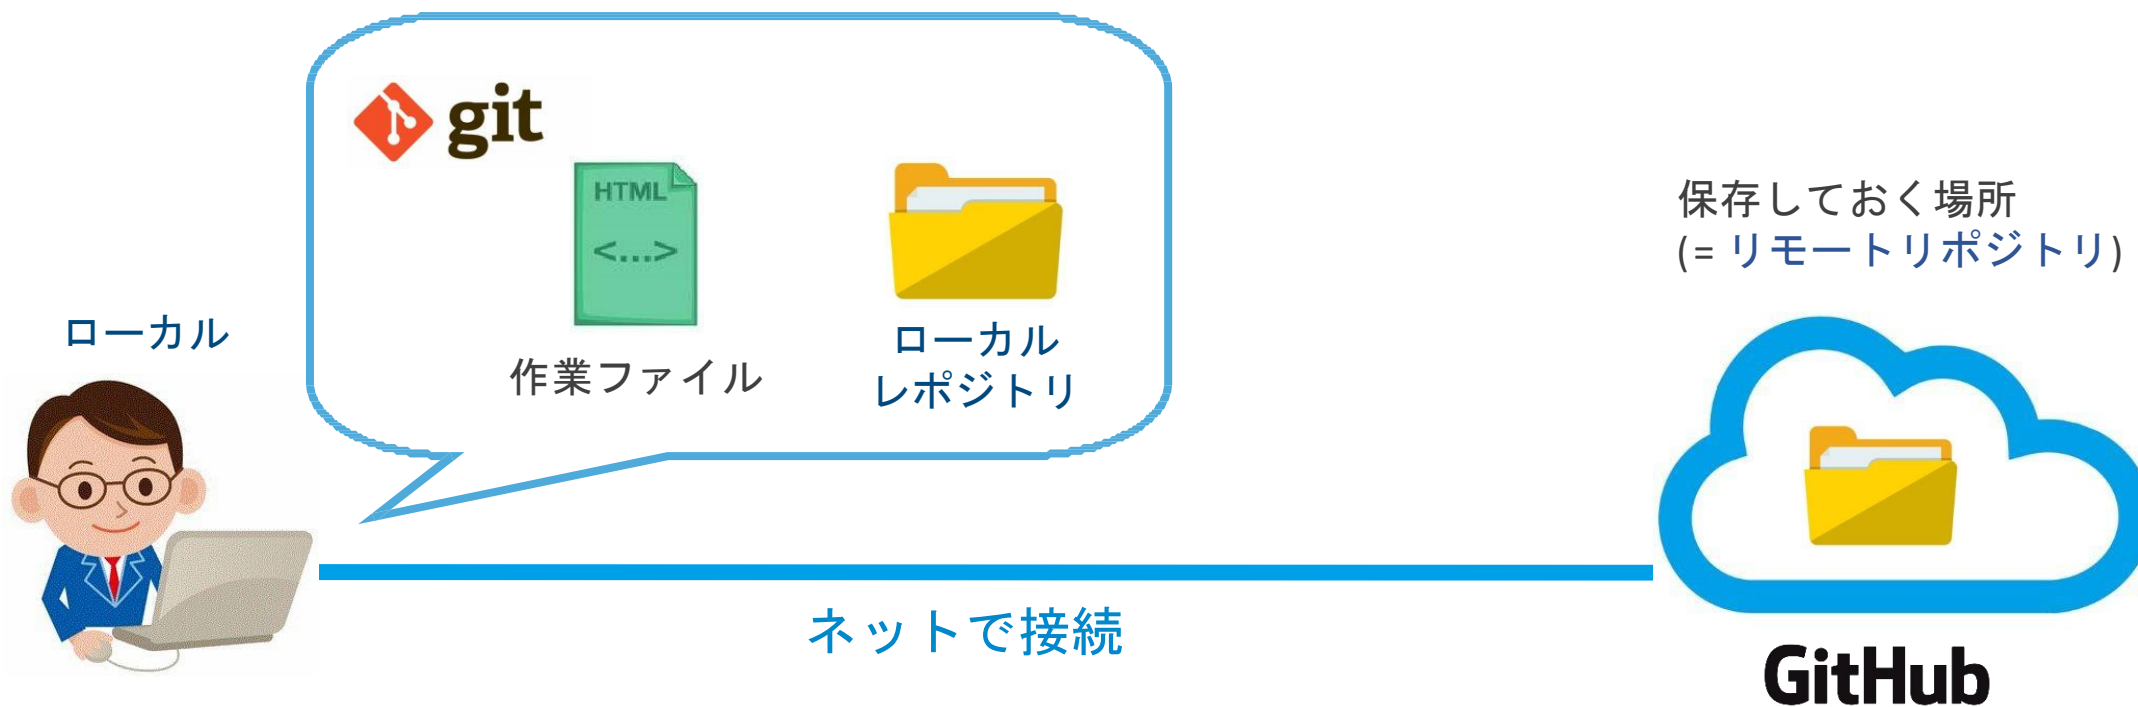 git
HTML
<...>
作業ファイル
ローカル
レポジトリ
ローカル
保存しておく場所
(= リモートリポジトリ)
ネットで接続
GitHub